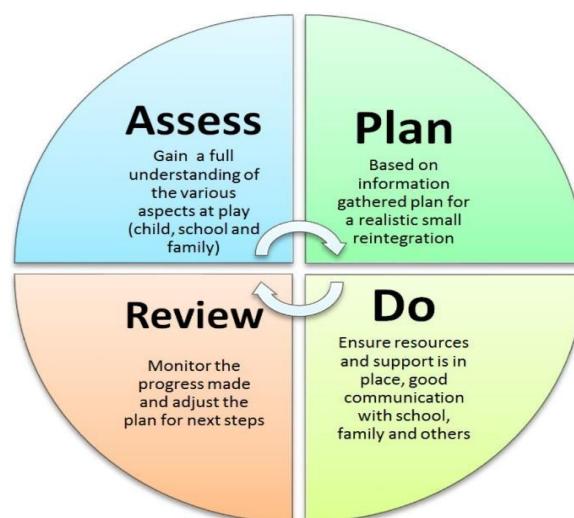 Assess
Gain a full
understanding of
the various
aspects at play
(child, school and
family)
Plan
Based on
information
gathered plan for
a realistic small
reintegration
Review
Monitor the
progress made
and adjust the
plan for next steps
Do
Ensure resources
and support is in
place, good
communication
with school,
family and others